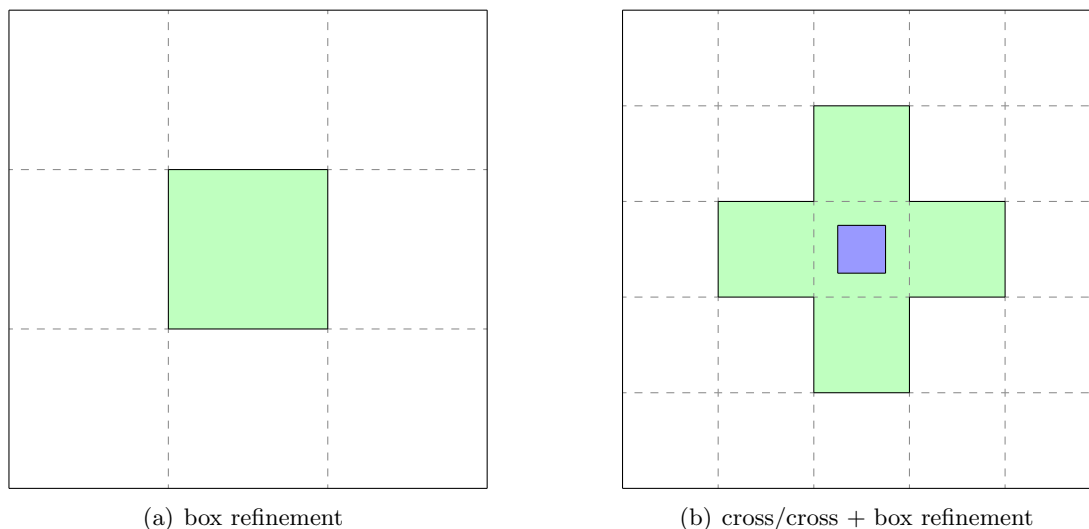 (a) box refinement
(b) cross/cross + box refinement